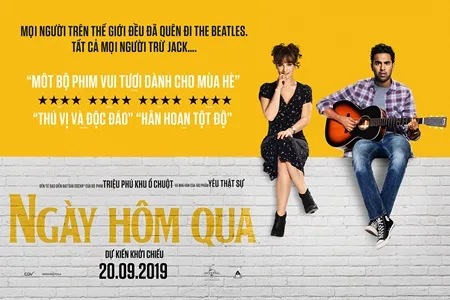 MỌI NGƯỜI TRÊN THẾ GIỚI ĐỀU ĐÃ QUÊN ĐI THE BEATLES.
TẤT CẢ MỌI NGƯỜI TRỪ JACK....
“MỘT BỘ PHIM VUI TƯƠI DÀNH CHO MÙA HÈ”
★★★★ ★★★★ ★★★★ ★★★★
“THÚ VỊ VÀ ĐỘC ĐÁO” “HÂN HOAN TỘT ĐỘ”
TRIỆU PHÚ KHU Ổ CHUỘT YÊU THẬT SỰ
NGÀY HÔM QUA
DỰ KIẾN KHỞI CHIẾU
20.09.2019
CGV